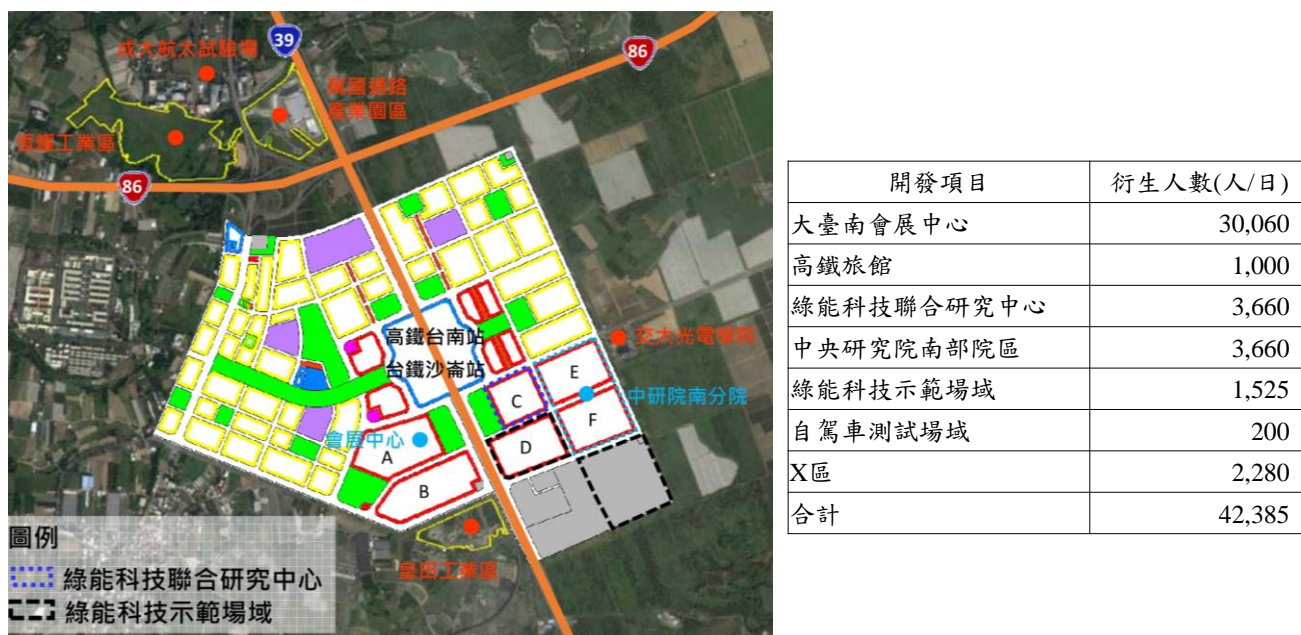 39
86
成大航太試驗場
萬國通路
產業園區
恆耀工業區
86
高鐵台南站
台鐵沙崙站
交大光電學院
E
中研院南分院
C
F
會展中心
A
D
B
皇田工業區
圖例
綠能科技聯合研究中心
綠能科技示範場域
開發項目 衍生人數(人/日)
大臺南會展中心 30,060
高鐵旅館 1,000
綠能科技聯合研究中心 3,660
中央研究院南部院區 3,660
綠能科技示範場域 1,525
自駕車測試場域 200
X區 2,280
合計 42,385